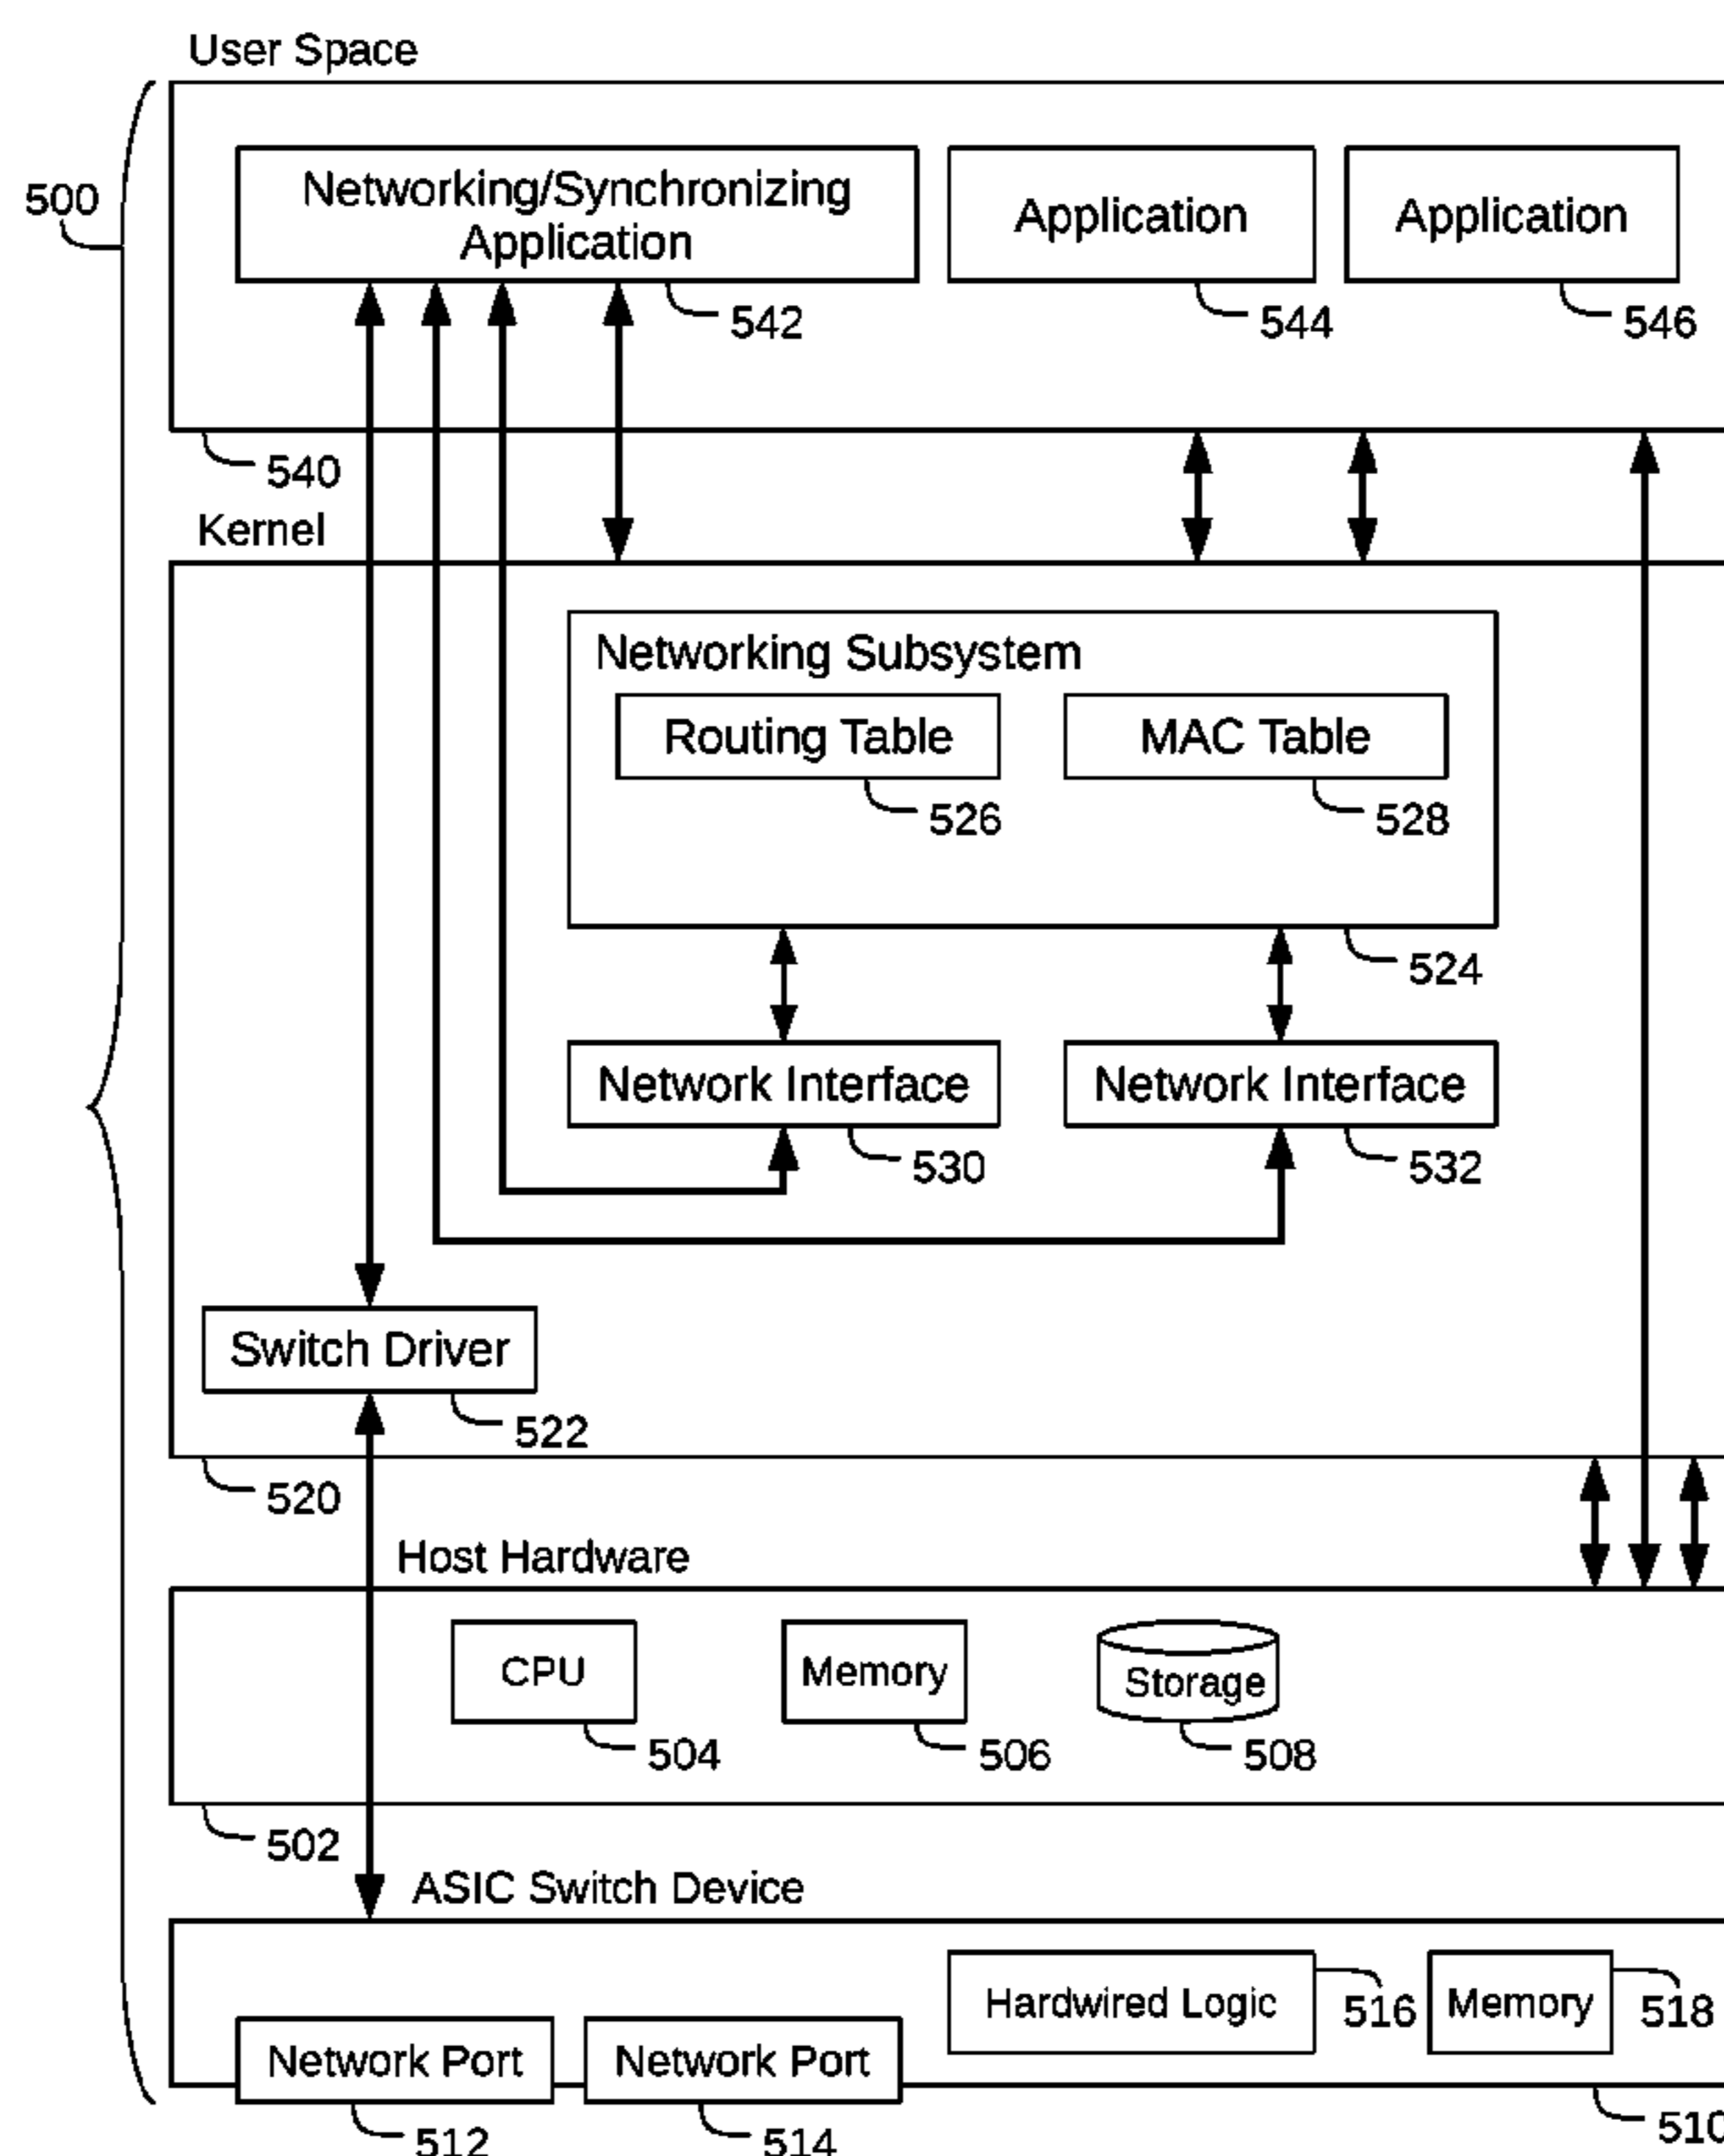 User Space
500
Networking/Synchronizing
Application
Application
Application
542
544
546
540
Kernel
Networking Subsystem
Routing Table
MAC Table
526
528
524
Network Interface
Network Interface
530
532
Switch Driver
522
520
Host Hardware
CPU
Memory
Storage
504
506
508
502
ASIC Switch Device
Hardwired Logic
516
Memory
518
Network Port
Network Port
512
514
510